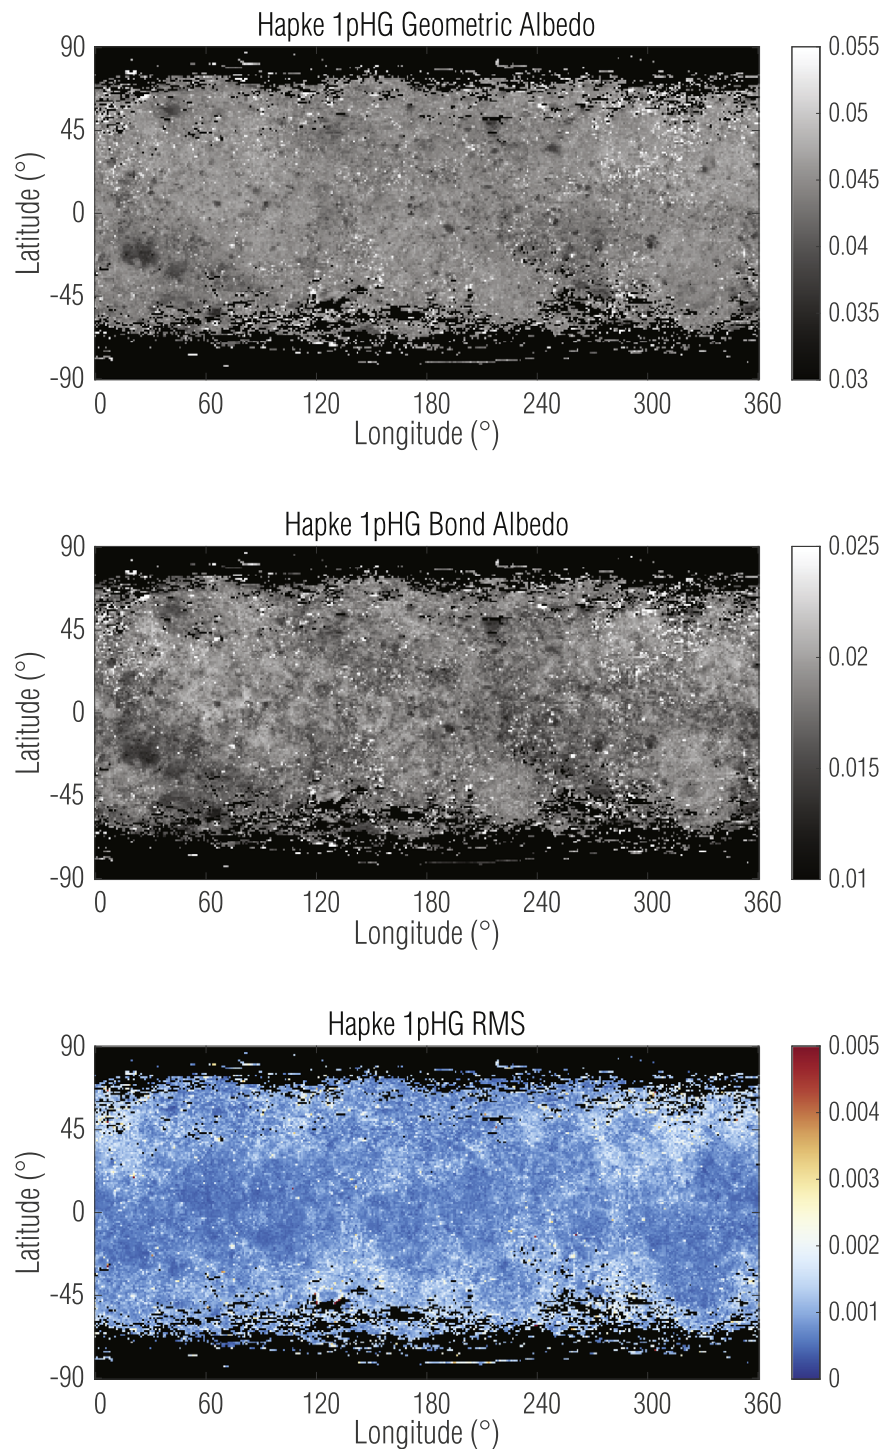 Hapke 1pHG Geometric Albedo
90
45
0
-45
-90
Latitude (°)
0 60 120 180 240 300 360
Longitude (°)
0.055
0.05
0.045
0.04
0.035
0.03
Hapke 1pHG Bond Albedo
90
45
0
-45
-90
Latitude (°)
0 60 120 180 240 300 360
Longitude (°)
0.025
0.02
0.015
0.01
Hapke 1pHG RMS
90
45
0
-45
-90
Latitude (°)
0 60 120 180 240 300 360
Longitude (°)
0.005
0.004
0.003
0.002
0.001
0